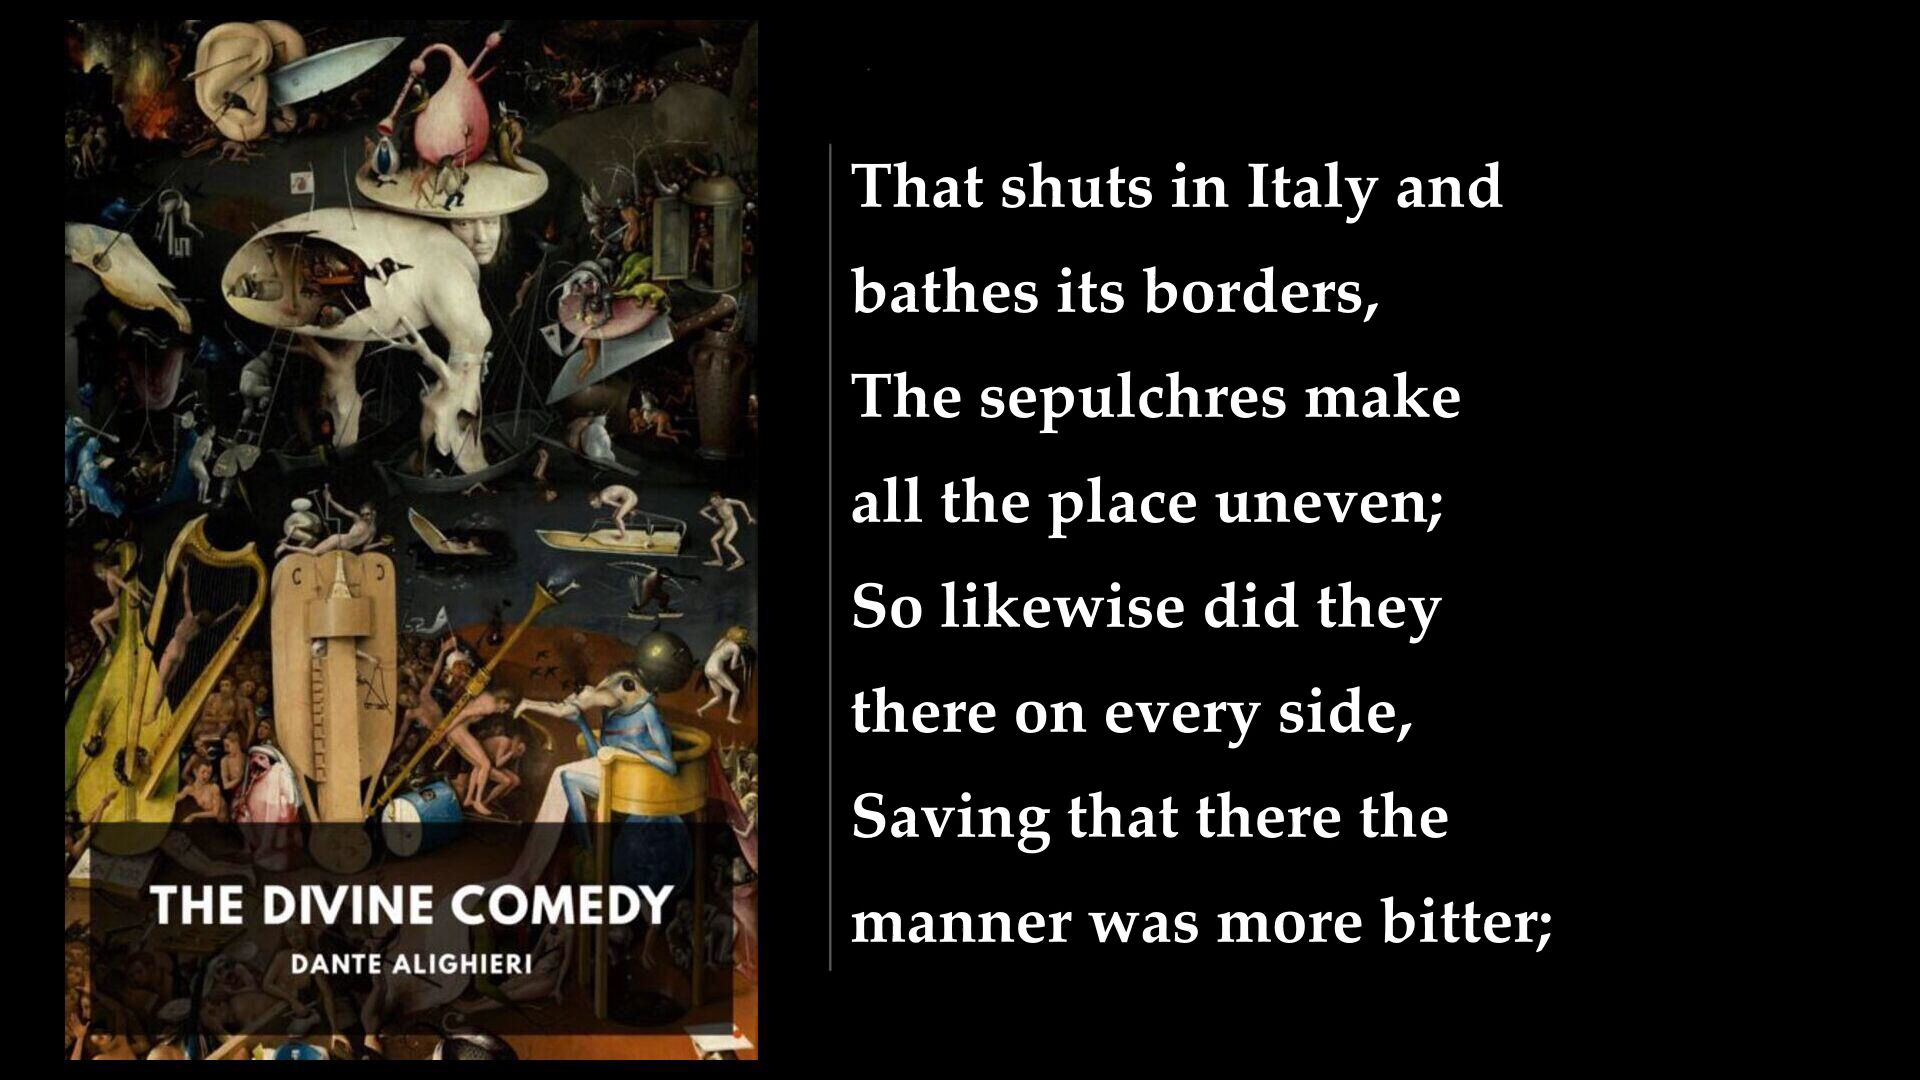 THE DIVINE COMEDY
DANTE ALIGHIERI
That shuts in Italy and
bathes its borders,
The sepulchres make
all the place uneven;
So likewise did they
there on every side,
Saving that there the
manner was more bitter;